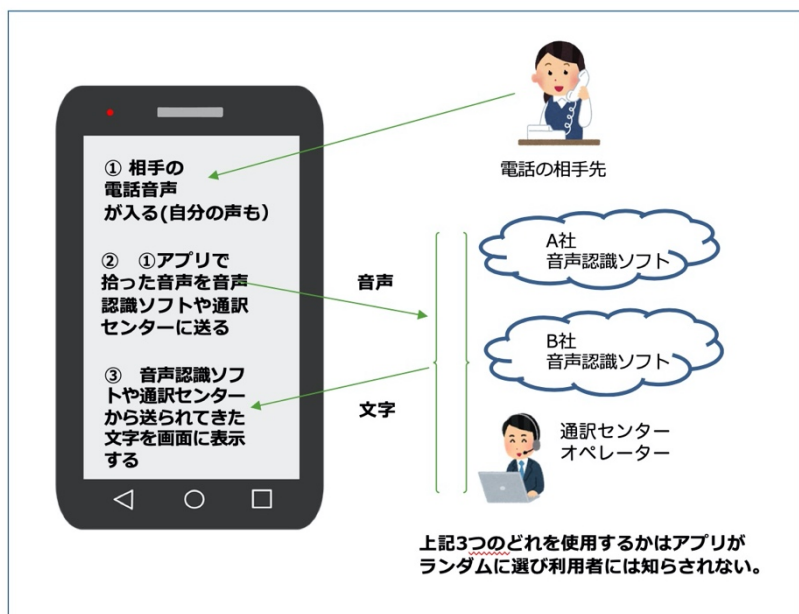 ① 相手の
電話音声
が入る(自分の声も）
②　①アプリで
拾った音声を音声
認識ソフトや通訳
センターに送る
③　音声認識ソフ
トや通訳センター
から送られてきた
文字を画面に表示
する
電話の相手先
音声
文字
A社
音声認識ソフト
B社
音声認識ソフト
通訳センター
オペレーター
上記3つのどれを使用するかはアプリが
ランダムに選び利用者には知らされない。